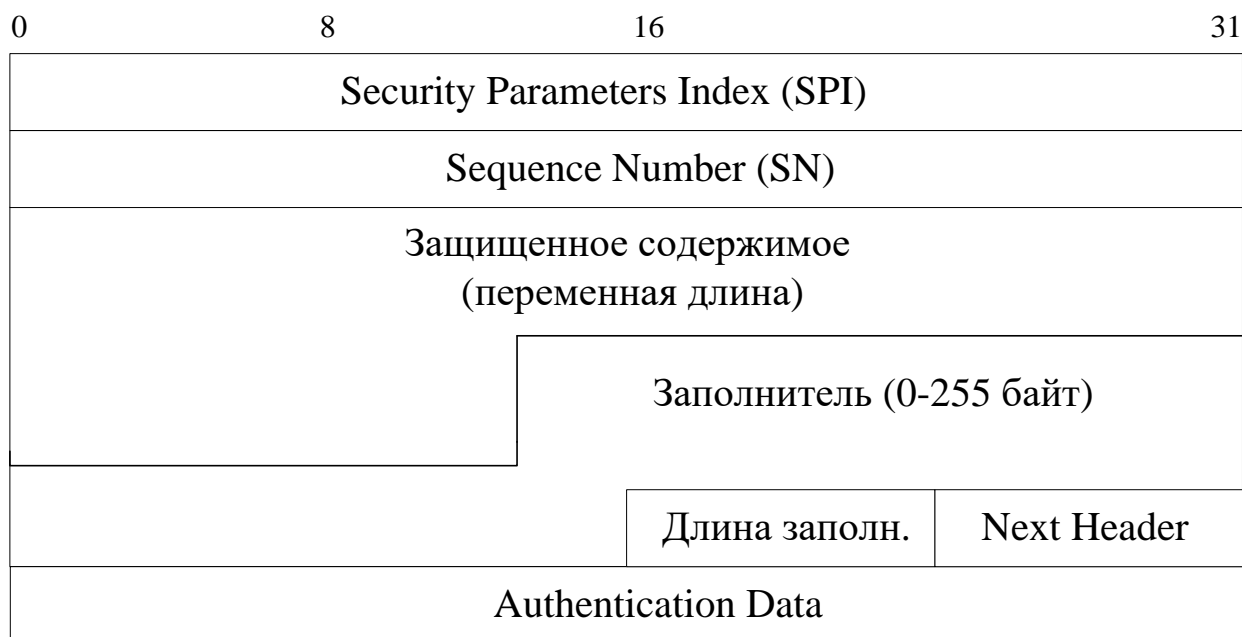 0 8 16 31
Security Parameters Index (SPI)
Sequence Number (SN)
Защищенное содержимое
(переменная длина)
Заполнитель (0-255 байт)
Длина заполн. Next Header
Authentication Data